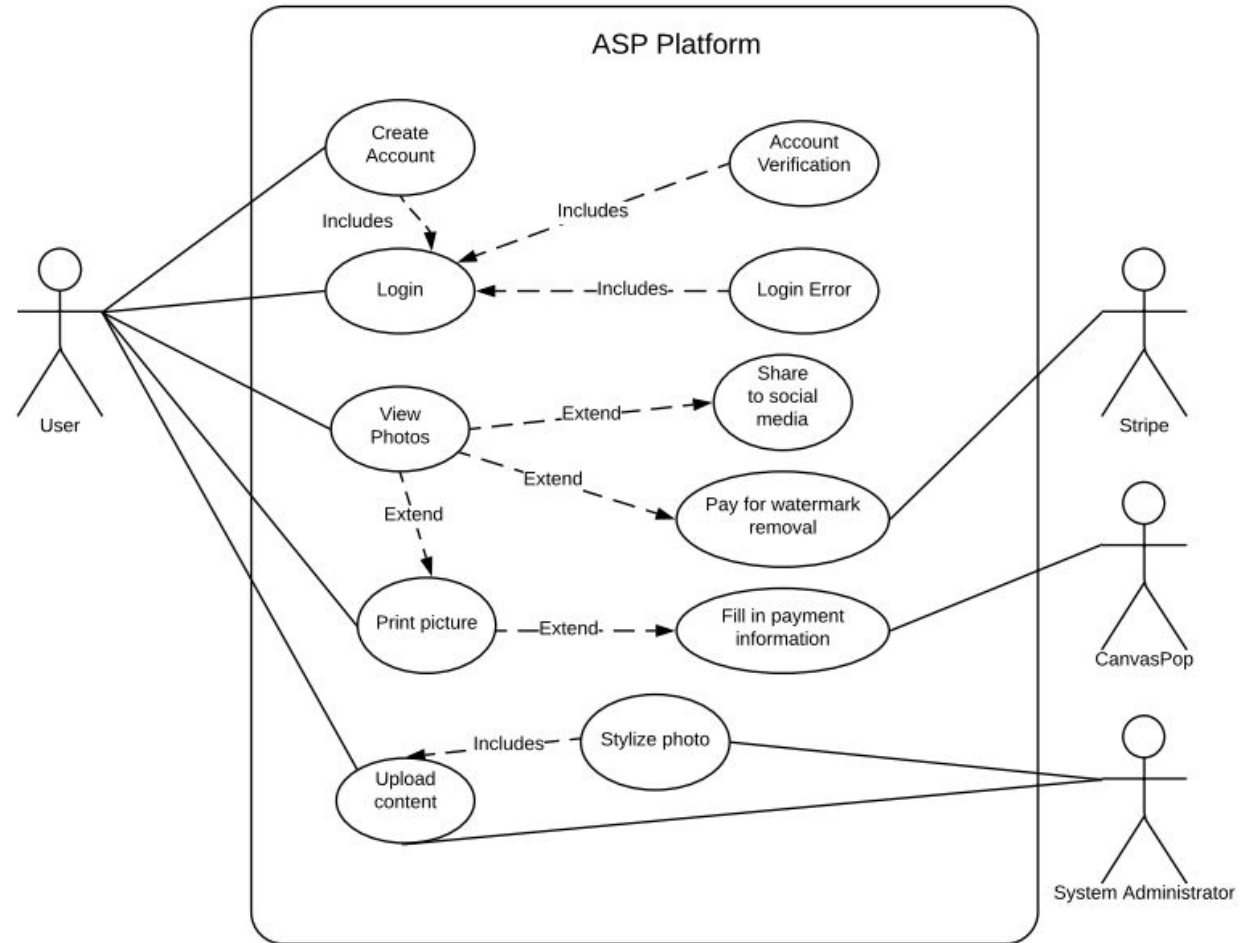 ASP Platform
Create
Account
Account
Verification
Includes
Includes
Login
Includes
Login Error
User
View
Photos
Extend
Share
to social
media
Stripe
Extend
Extend
Pay for watermark
removal
Print picture
Extend
Fill in payment
information
CanvasPop
Includes
Stylize photo
Upload
content
System Administrator